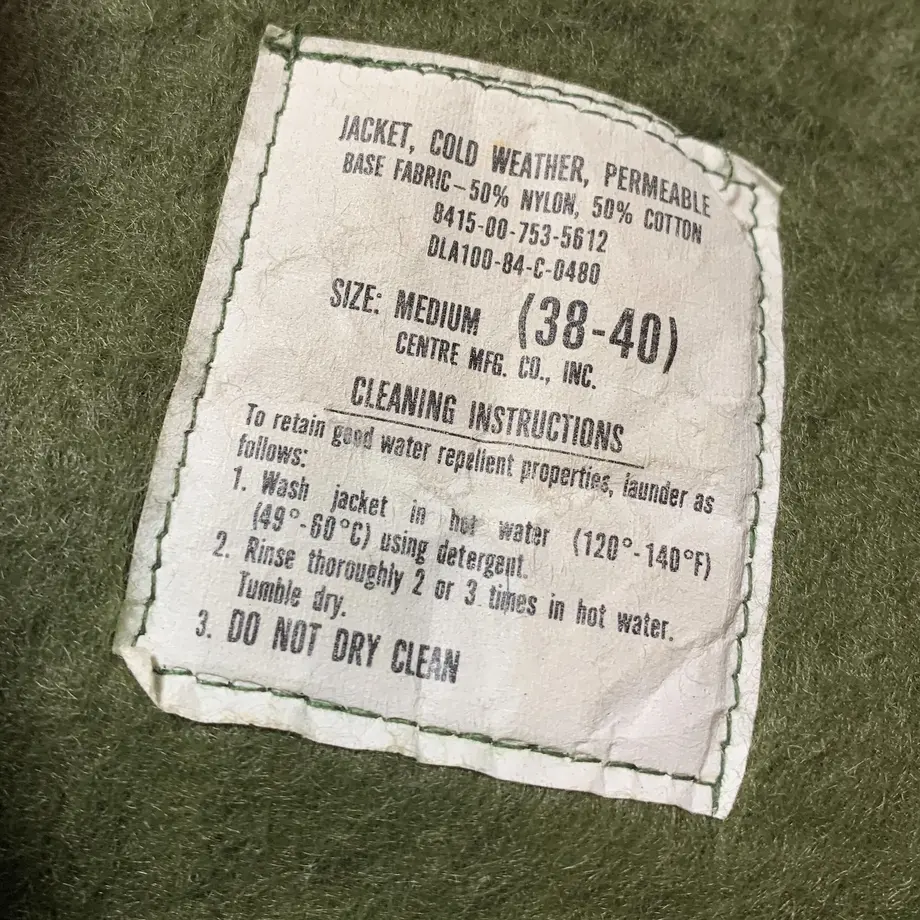 JACKET, COLD WEATHER, PERMEABLE
BASE FABRIC-50% NYLON, 50% COTTON
8415-00-753-5612
DLA100-84-C-0480
SIZE: MEDIUM (38-40)
CENTRE MFG. CO., INC.
CLEANING INSTRUCTIONS
To retain good water repellent properties, launder as
follows:
1. Wash jacket in hot water (120°-140°F)
(49°-60°C) using detergent.
2. Rinse thoroughly 2 or 3 times in hot water.
Tumble dry.
3. DO NOT DRY CLEAN